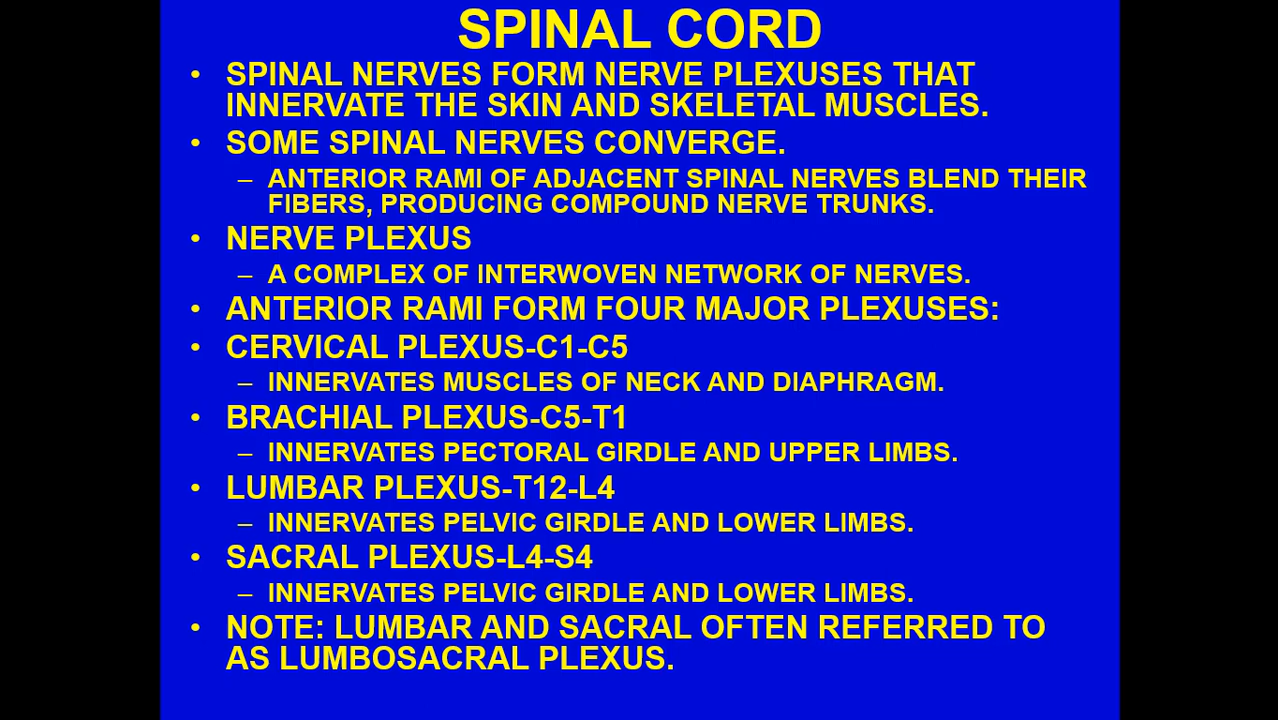 SPINAL CORD
• SPINAL NERVES FORM NERVE PLEXUSES THAT
INNERVATE THE SKIN AND SKELETAL MUSCLES.
• SOME SPINAL NERVES CONVERGE.
– ANTERIOR RAMI OF ADJACENT SPINAL NERVES BLEND THEIR
FIBERS, PRODUCING COMPOUND NERVE TRUNKS.
• NERVE PLEXUS
– A COMPLEX OF INTERWOVEN NETWORK OF NERVES.
• ANTERIOR RAMI FORM FOUR MAJOR PLEXUSES:
• CERVICAL PLEXUS-C1-C5
– INNERVATES MUSCLES OF NECK AND DIAPHRAGM.
• BRACHIAL PLEXUS-C5-T1
– INNERVATES PECTORAL GIRDLE AND UPPER LIMBS.
• LUMBAR PLEXUS-T12-L4
– INNERVATES PELVIC GIRDLE AND LOWER LIMBS.
• SACRAL PLEXUS-L4-S4
– INNERVATES PELVIC GIRDLE AND LOWER LIMBS.
• NOTE: LUMBAR AND SACRAL OFTEN REFERRED TO
AS LUMBOSACRAL PLEXUS.